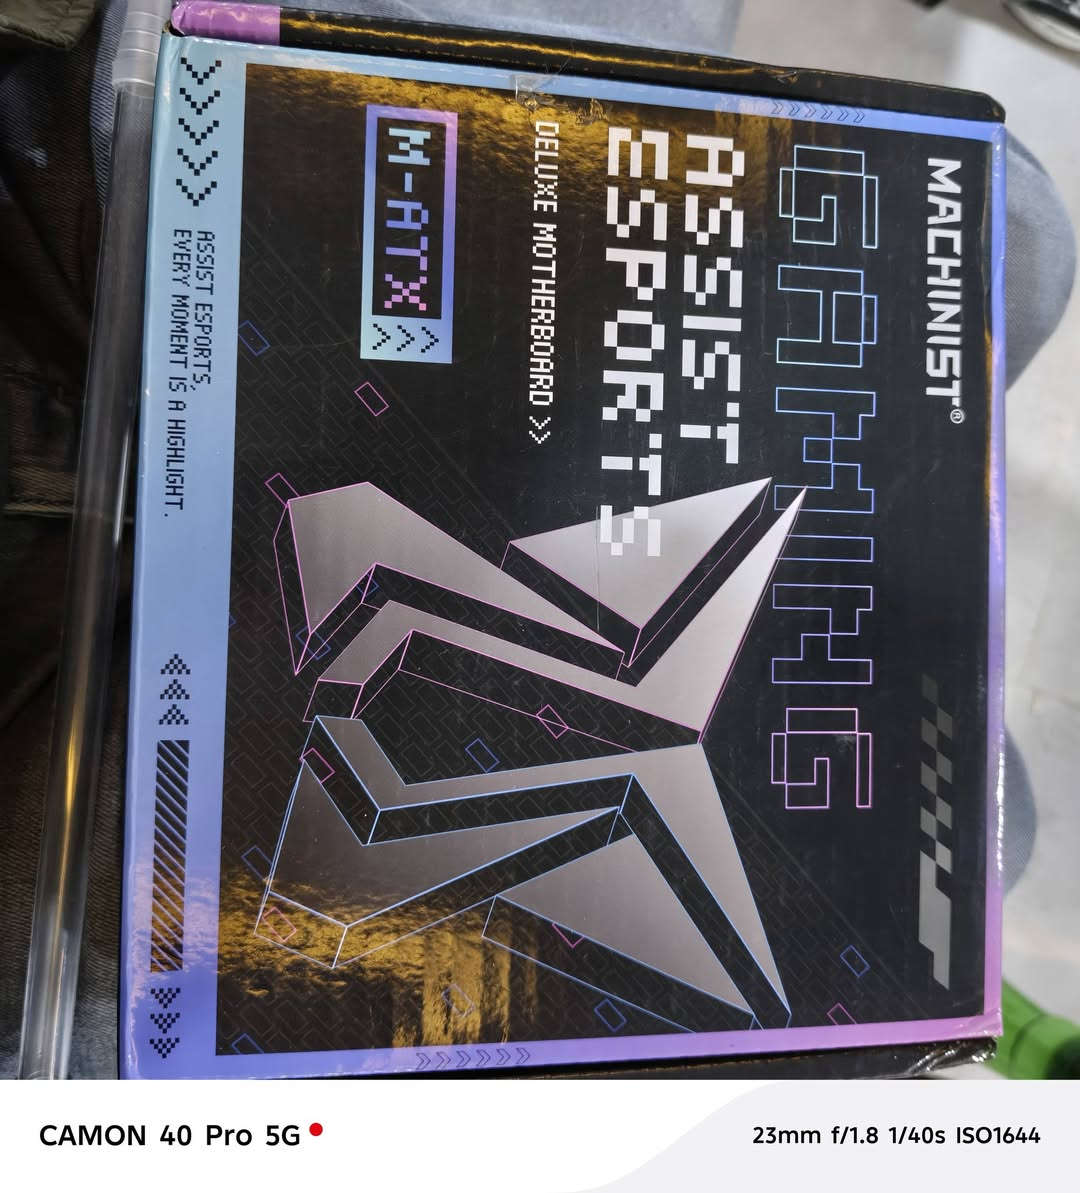 MACHINIST®
GAMING
ASSIST
ESPORTS
DELUXE MOTHERBOARD >>
M-ATX
>>>
ASSIST ESPORTS,
EVERY MOMENT IS A HIGHLIGHT.
CAMON 40 Pro 5G
23mm f/1.8 1/40s ISO1644